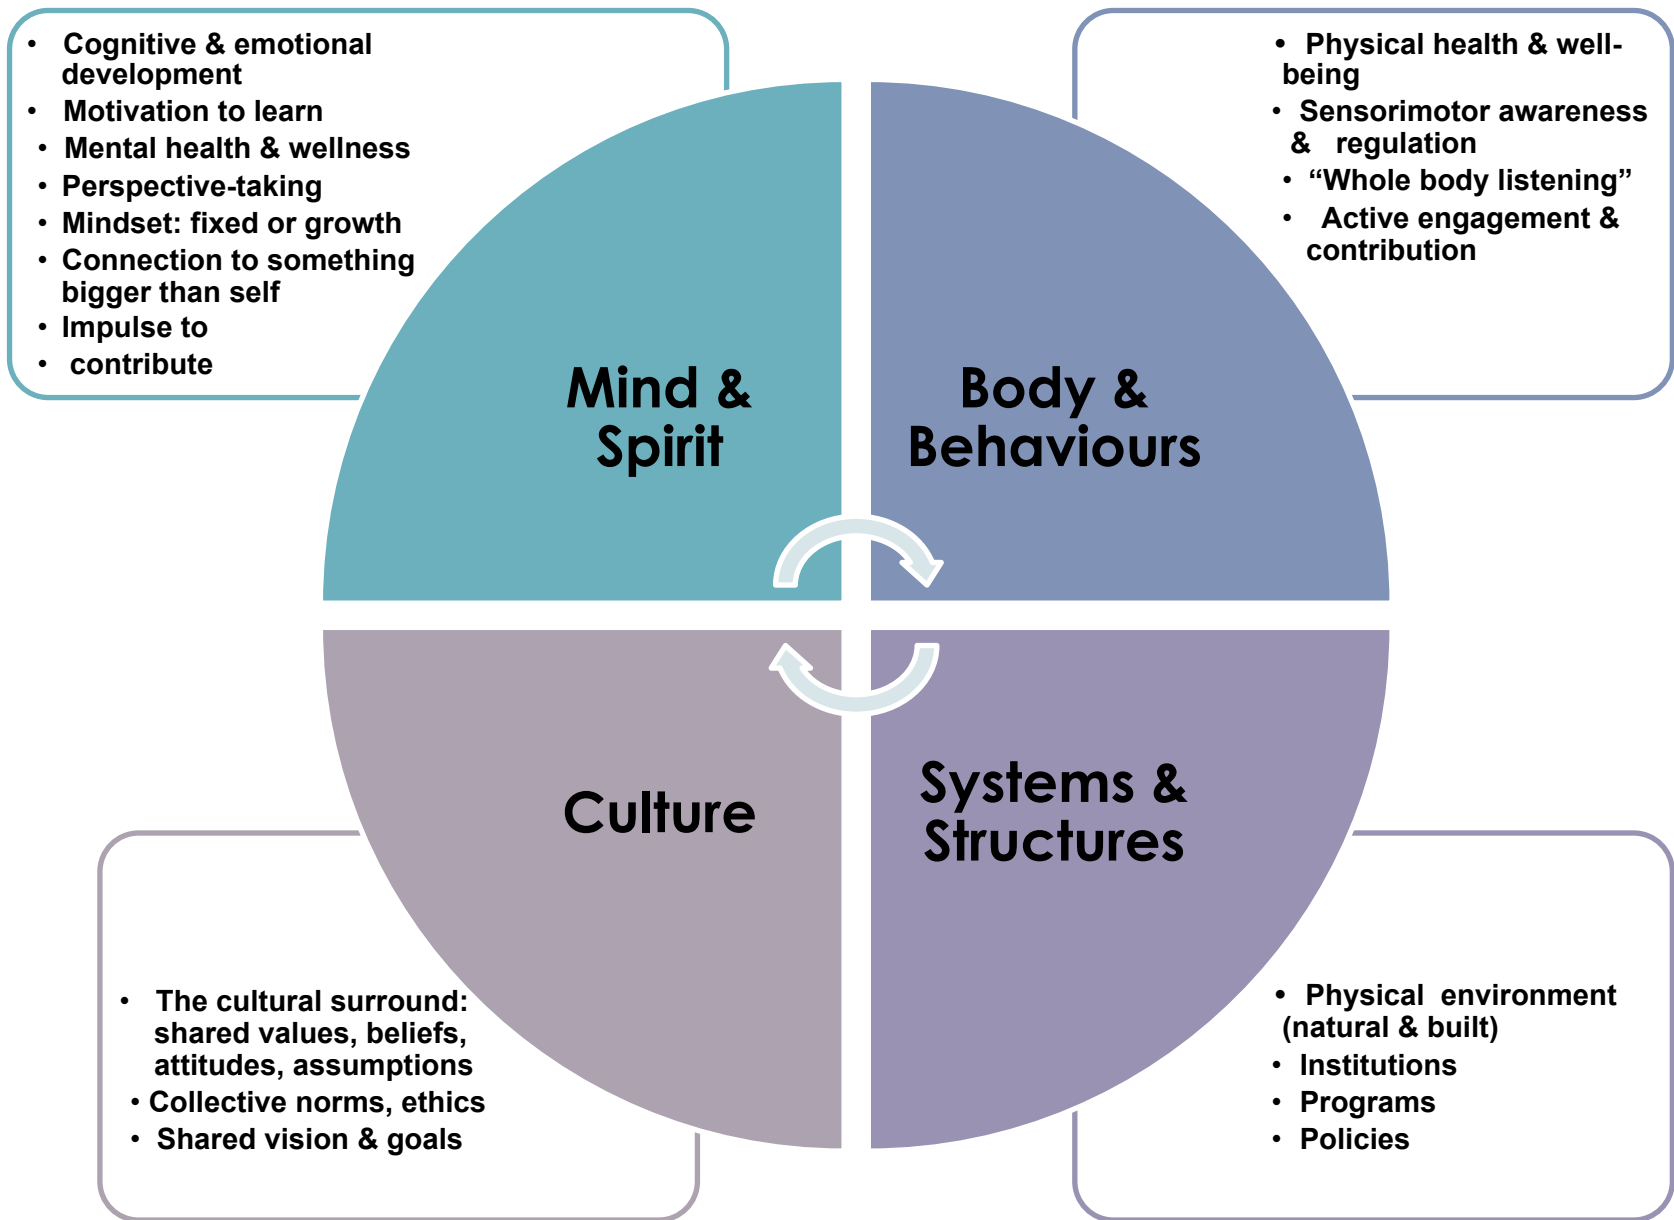 • Cognitive & emotional
development
• Motivation to learn
• Mental health & wellness
• Perspective-taking
• Mindset: fixed or growth
• Connection to something
bigger than self
• Impulse to
• contribute
• Physical health & well-
being
• Sensorimotor awareness
& regulation
• “Whole body listening”
• Active engagement &
contribution
Mind &
Spirit
Body &
Behaviours
Culture
Systems &
Structures
• The cultural surround:
shared values, beliefs,
attitudes, assumptions
• Collective norms, ethics
• Shared vision & goals
• Physical environment
(natural & built)
• Institutions
• Programs
• Policies